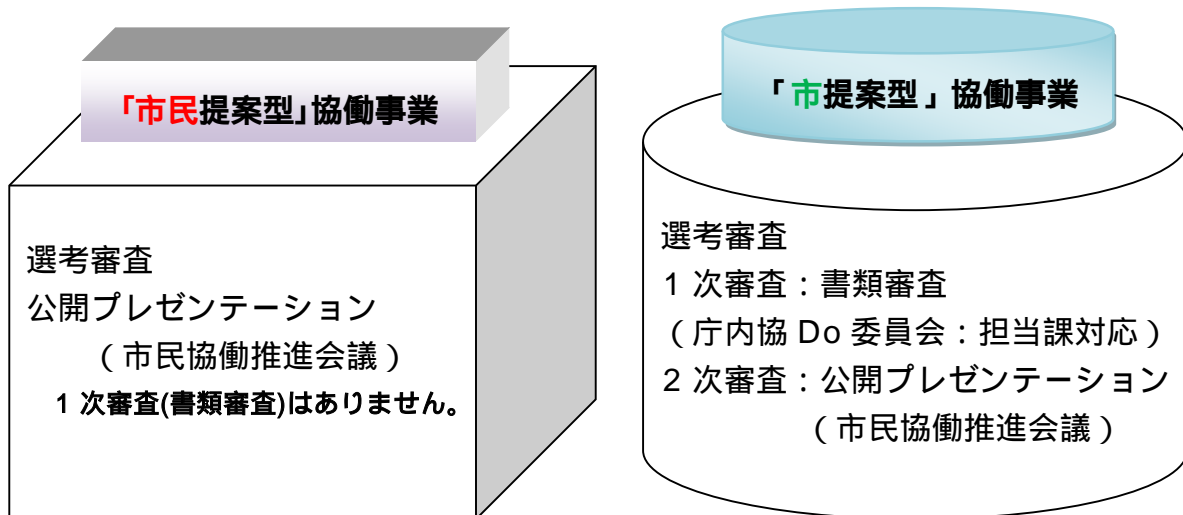 「市民提案型」協働事業
選考審査
公開プレゼンテーション
（市民協働推進会議）
1 次審査(書類審査)はありません。
「市提案型」協働事業
選考審査
1 次審査：書類審査
（庁内協 Do 委員会：担当課対応）
2 次審査：公開プレゼンテーション
（市民協働推進会議）